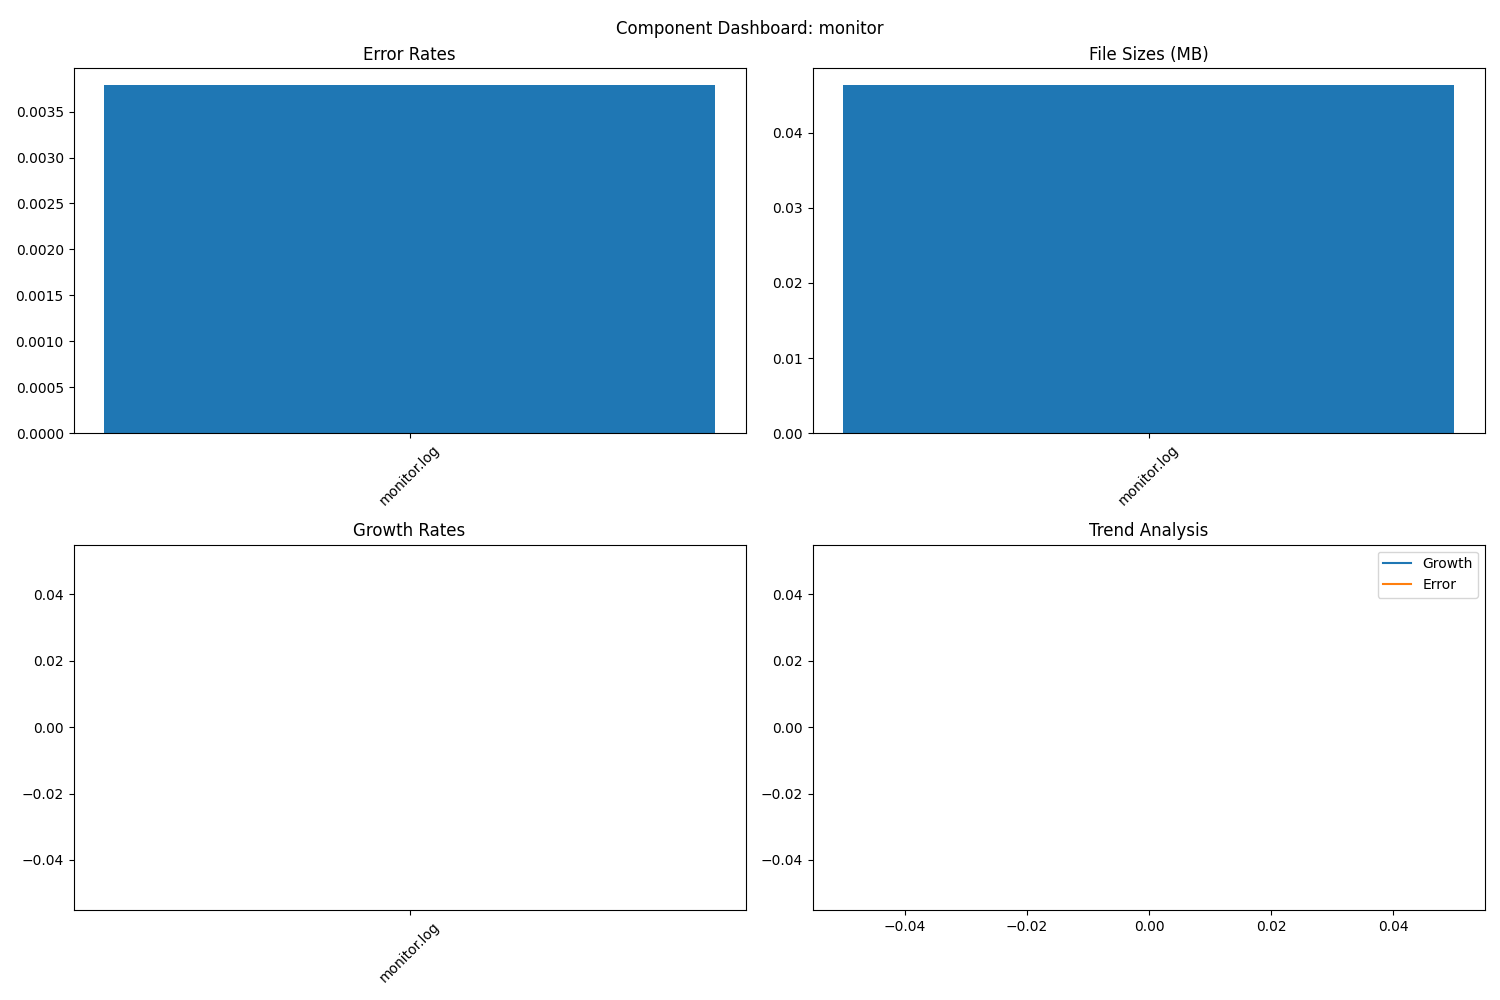 Component Dashboard: monitor
Error Rates
0.0035
0.0030
0.0025
0.0020
0.0015
0.0010
0.0005
0.0000
monitor.log
File Sizes (MB)
0.04
0.03
0.02
0.01
0.00
monitor.log
Growth Rates
0.04
0.02
0.00
−0.02
−0.04
monitor.log
Trend Analysis
Growth
Error
0.04
0.02
0.00
−0.02
−0.04
−0.04 −0.02 0.00 0.02 0.04